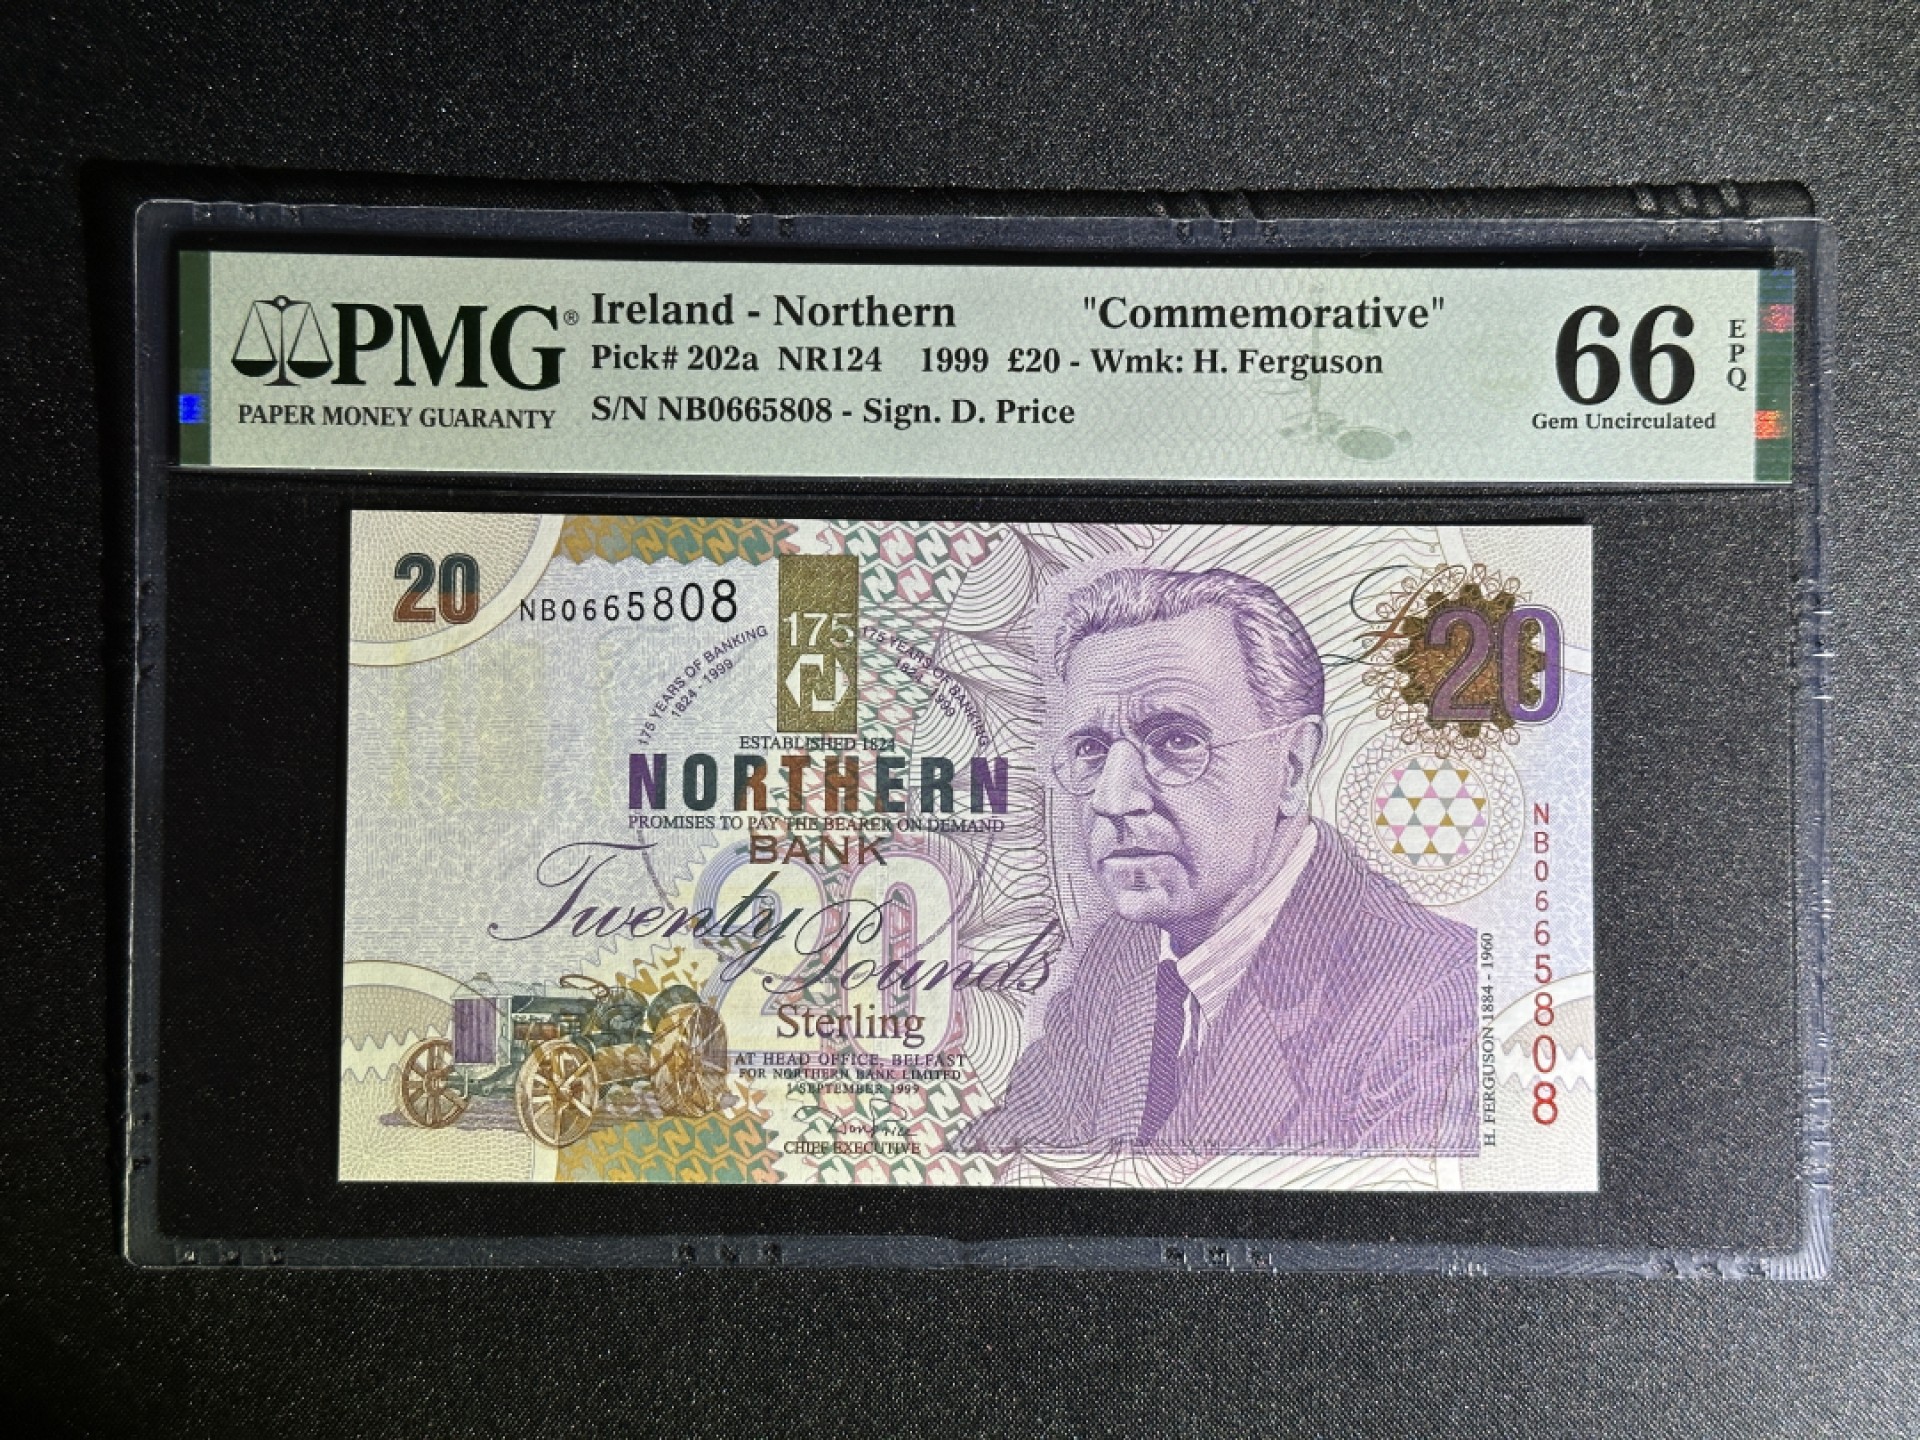 PMG®
PAPER MONEY GUARANTY
Ireland - Northern "Commemorative"
Pick# 202a NR124 1999 £20 - Wmk: H. Ferguson
S/N NB0665808 - Sign. D. Price
66
EPQ
Gem Uncirculated
20
NB0665808
175
175 YEARS OF BANKING
1824 - 1999
175 YEARS OF BANKING
1824 - 1999
£20
ESTABLISHED 1824
NORTHERN
PROMISES TO PAY THE BEARER ON DEMAND
BANK
20
Twenty Pounds
Sterling
AT HEAD OFFICE, BELFAST
FOR NORTHERN BANK LIMITED
1 SEPTEMBER 1999
CHIEF EXECUTIVE
H. FERGUSON 1884 - 1960
NB0665808